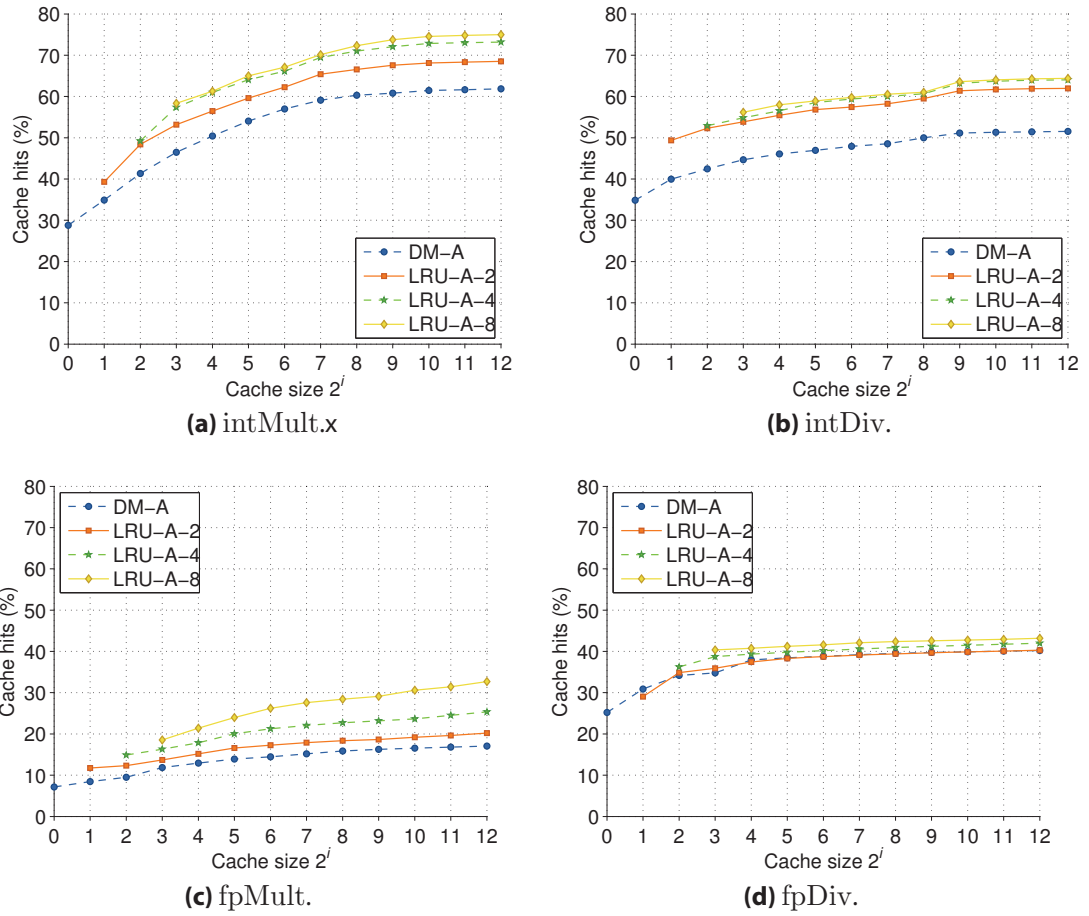 80
70
60
50
40
30
20
10
0
Cache hits (%)
DM−A
LRU−A−2
LRU−A−4
LRU−A−8
0 1 2 3 4 5 6 7 8 9 10 11 12
Cache size 2^i
(a) intMult.x
80
70
60
50
40
30
20
10
0
Cache hits (%)
DM−A
LRU−A−2
LRU−A−4
LRU−A−8
0 1 2 3 4 5 6 7 8 9 10 11 12
Cache size 2^i
(b) intDiv.
80
70
60
50
40
30
20
10
0
Cache hits (%)
DM−A
LRU−A−2
LRU−A−4
LRU−A−8
0 1 2 3 4 5 6 7 8 9 10 11 12
Cache size 2^i
(c) fpMult.
80
70
60
50
40
30
20
10
0
Cache hits (%)
DM−A
LRU−A−2
LRU−A−4
LRU−A−8
0 1 2 3 4 5 6 7 8 9 10 11 12
Cache size 2^i
(d) fpDiv.